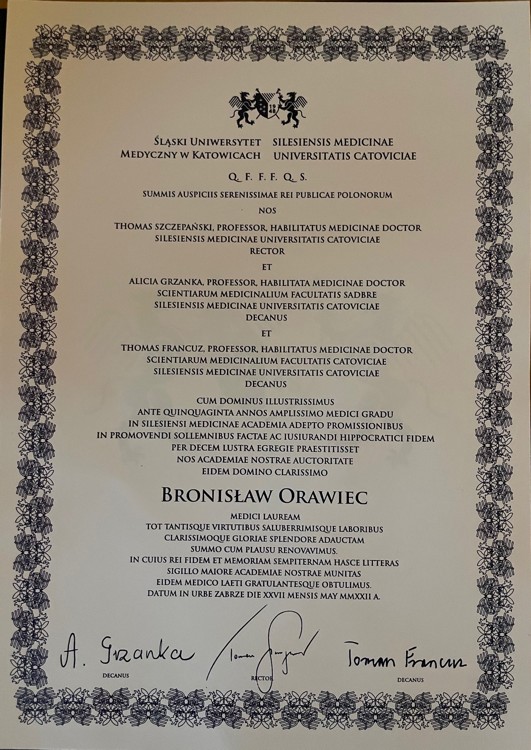 Śląski Uniwersytet
Medyczny w Katowicach
SILESIENSIS MEDICINAE
UNIVERSITATIS CATOVICIAE
Q. F. F. F. Q. S.
SUMMIS AUSPICIIS SERENISSIMAE REI PUBLICAE POLONORUM
NOS
THOMAS SZCZEPAŃSKI, PROFESSOR, HABILITATUS MEDICINAE DOCTOR
SILESIENSIS MEDICINAE UNIVERSITATIS CATOVICIAE
RECTOR
ET
ALICIA GRZANKA, PROFESSOR, HABILITATA MEDICINAE DOCTOR
SCIENTIARUM MEDICINALIUM FACULTATIS SADBRE
SILESIENSIS MEDICINAE UNIVERSITATIS CATOVICIAE
DECANUS
ET
THOMAS FRANCUZ, PROFESSOR, HABILITATUS MEDICINAE DOCTOR
SCIENTIARUM MEDICINALIUM FACULTATIS CATOVICIAE
SILESIENSIS MEDICINAE UNIVERSITATIS CATOVICIAE
DECANUS
CUM DOMINUS ILLUSTRISSIMUS
ANTE QUINQUAGINTA ANNOS AMPLISSIMO MEDICI GRADU
IN SILESIENSI MEDICINAE ACADEMIA ADEPTO PROMISSIONIBUS
IN PROMOVENDI SOLLEMNIBUS FACTAE AC IUSIURANDI HIPPOCRATICI FIDEM
PER DECEM LUSTRA EGREGIE PRAESTITISSET
NOS ACADEMIAE NOSTRAE AUCTORITATE
EIDEM DOMINO CLARISSIMO
BRONISŁAW ORAWIEC
MEDICI LAUREAM
TOT TANTISQUE VIRTUTIBUS SALUBERRIMISQUE LABORIBUS
CLARISSIMOQUE GLORIAE SPLENDORE ADAUCTAM
SUMMO CUM PLAUSU RENOVAVIMUS.
IN CUIUS REI FIDEM ET MEMORIAM SEMPITERNAM HASCE LITTERAS
SIGILLO MAIORE ACADEMIAE NOSTRAE MUNITAS
EIDEM MEDICO LAETI GRATULANTESQUE OBTULIMUS.
DATUM IN URBE ZABRZE DIE XXVII MENSIS MAY MMXXII A.
A. Grzanka
DECANUS
RECTOR
Tomasz Francuz
DECANUS